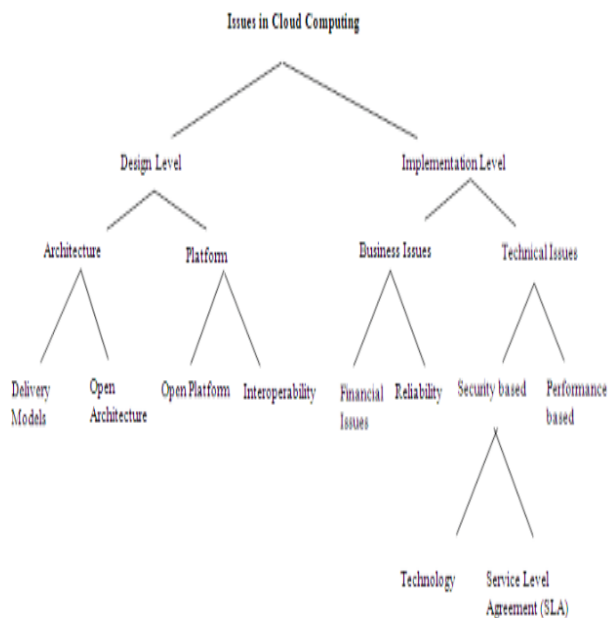 Issues in Cloud Computing
Design Level
Implementation Level
Architecture
Platform
Business Issues
Technical Issues
Delivery
Models
Open
Architecture
Open Platform
Interoperability
Financial
Issues
Reliability
Security based
Performance
based
Technology
Service Level
Agreement (SLA)